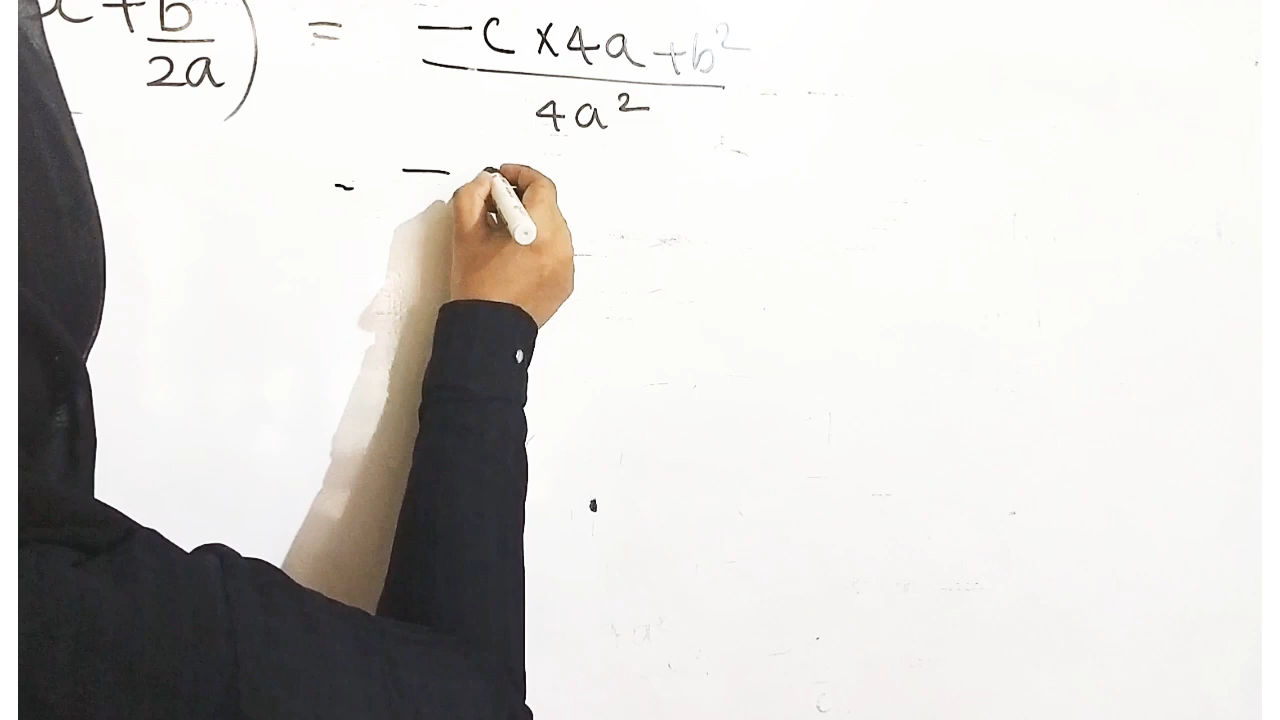 x + b/2a) = -c×4a+b²/4a²
= -